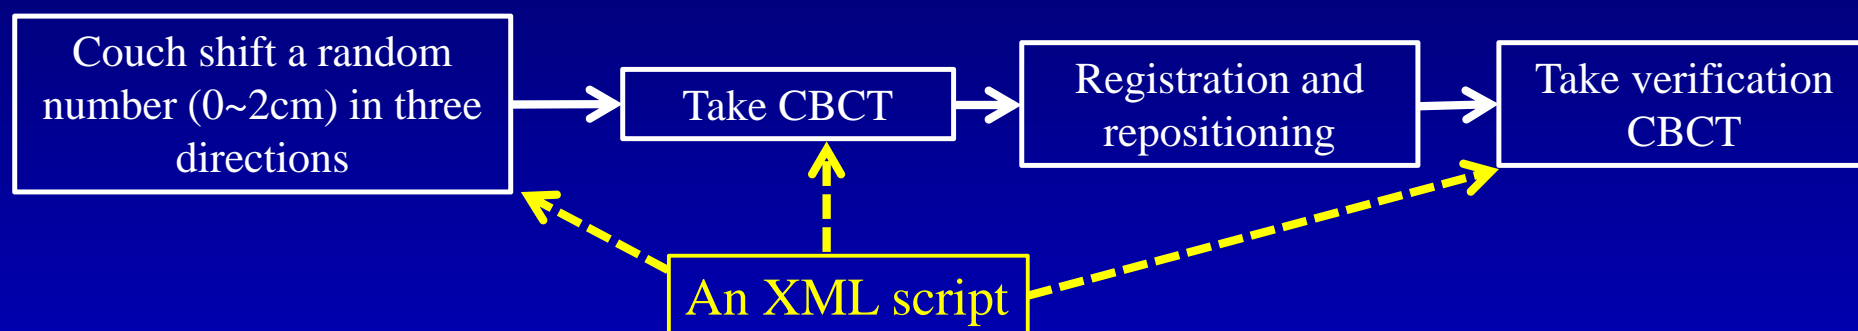 Couch shift a random
number (0~2cm) in three
directions
Take CBCT
Registration and
repositioning
Take verification
CBCT
An XML script